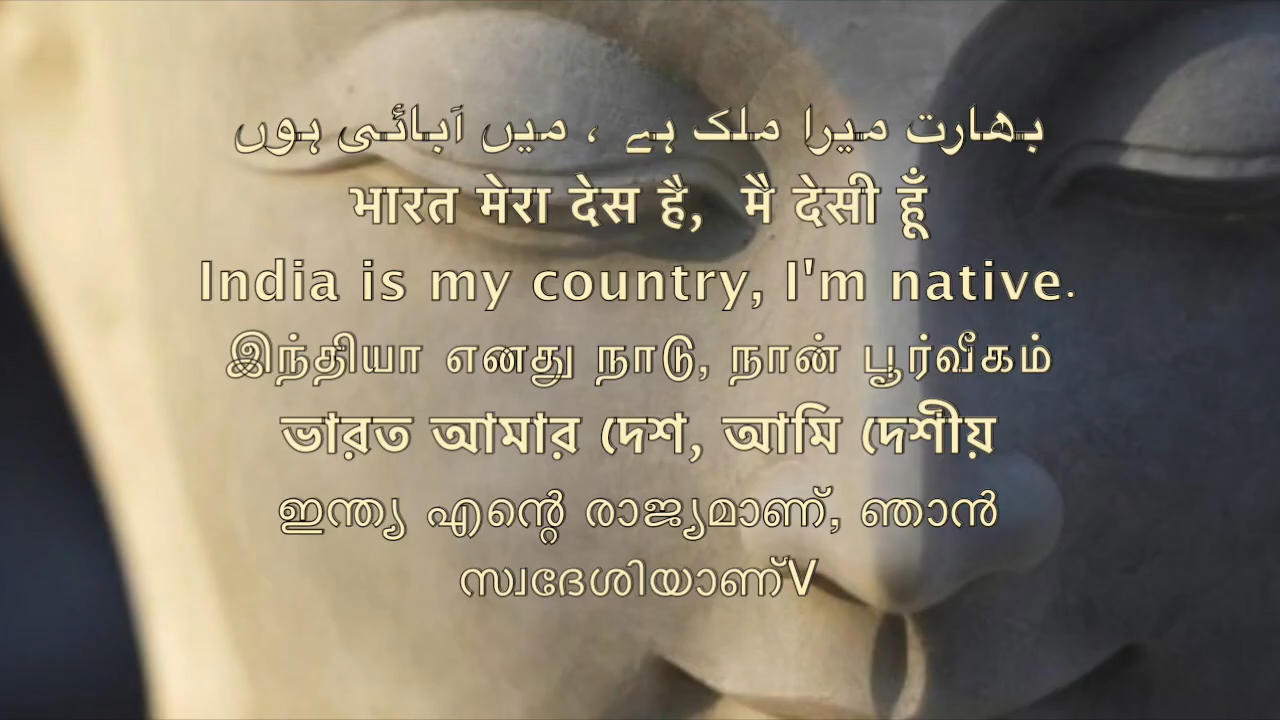 بھارت میرا ملک ہے ، میں آبائی ہوں
भारत मेरा देस है, मै देसी हूँ
India is my country, I'm native.
இந்தியா எனது நாடு, நான் பூர்வீகம்
ভারত আমার দেশ, আমি দেশীয়
ഇന്ത്യ എന്റെ രാജ്യമാണ്, ഞാൻ
സ്വദേശിയാണ്V